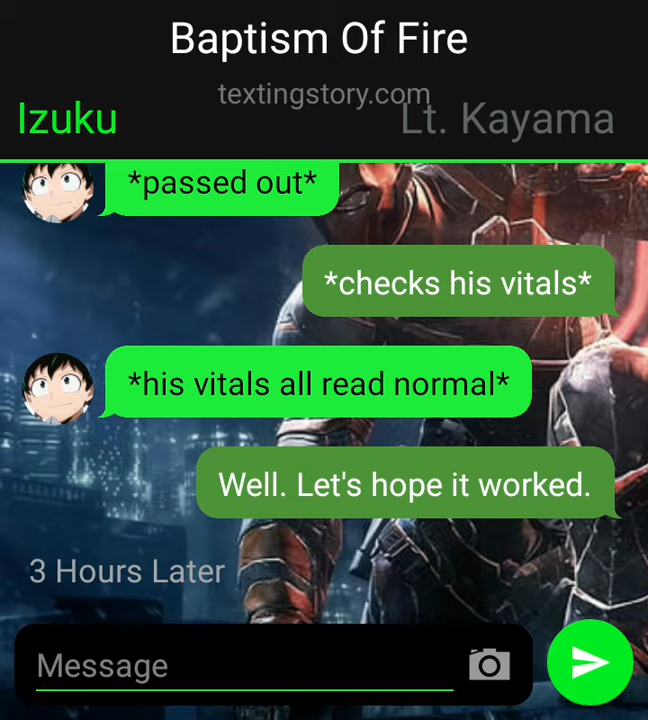 Baptism Of Fire
textingstory.com
Izuku
Lt. Kayama
*passed out*
*checks his vitals*
*his vitals all read normal*
Well. Let's hope it worked.
3 Hours Later
Message